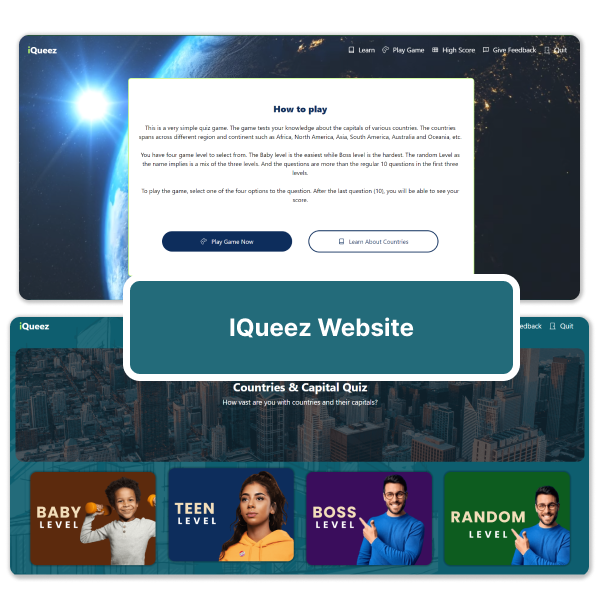 iQueez
Learn Play Game High Score Give Feedback Quit
How to play
This is a very simple quiz game. The game tests your knowledge about the capitals of various countries. The countries
spans across different region and continent such as Africa, North America, Asia, South America, Australia and Oceania, etc.
You have four game level to select from. The Baby level is the easiest while Boss level is the hardest. The random Level as
the name implies is a mix of the three levels. And the questions are more than the regular 10 questions in the first three
levels.
To play the game, select one of the four options to the question. After the last question (10), you will be able to see your
score.
Play Game Now
Learn About Countries
IQueez Website
iQueez
edback Quit
Countries & Capital Quiz
How vast are you with countries and their capitals?
BABY
LEVEL
TEEN
LEVEL
BOSS
LEVEL
RANDOM
LEVEL